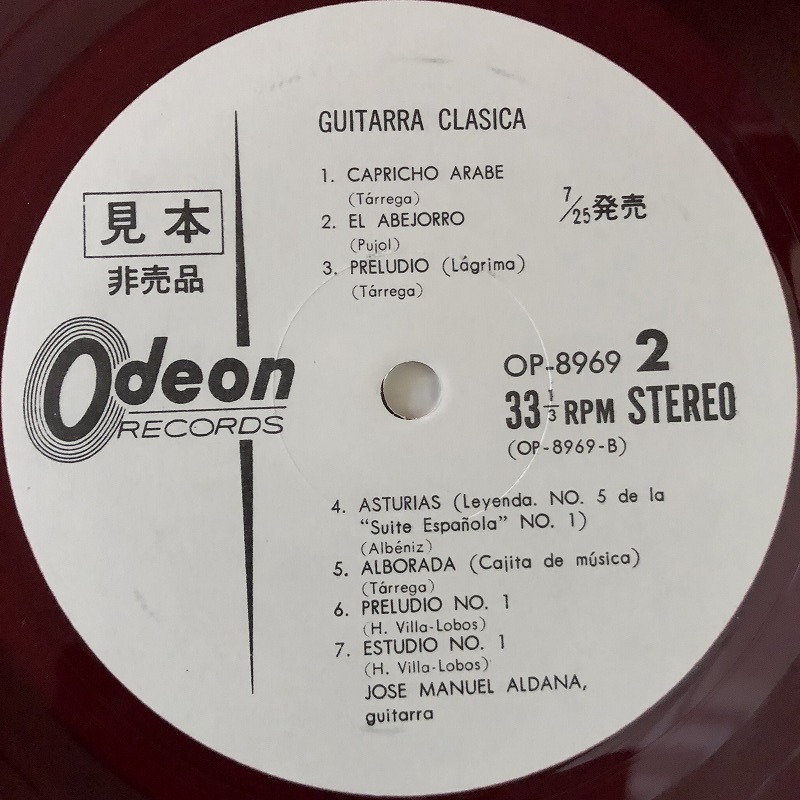 GUITARRA CLASICA
1. CAPRICHO ARABE
(Tárrega)
2. EL ABEJORRO
(Pujol)
3. PRELUDIO (Lágrima)
(Tárrega)
7/25発売
見本
非売品
Odeon
RECORDS
OP-8969 2
33 1/3 RPM STEREO
(OP-8969-B)
4. ASTURIAS (Leyenda. NO. 5 de la
"Suite Española" NO. 1)
(Albéniz)
5. ALBORADA (Cajita de música)
(Tárrega)
6. PRELUDIO NO. 1
(H. Villa-Lobos)
7. ESTUDIO NO. 1
(H. Villa-Lobos)
JOSE MANUEL ALDANA,
guitarra